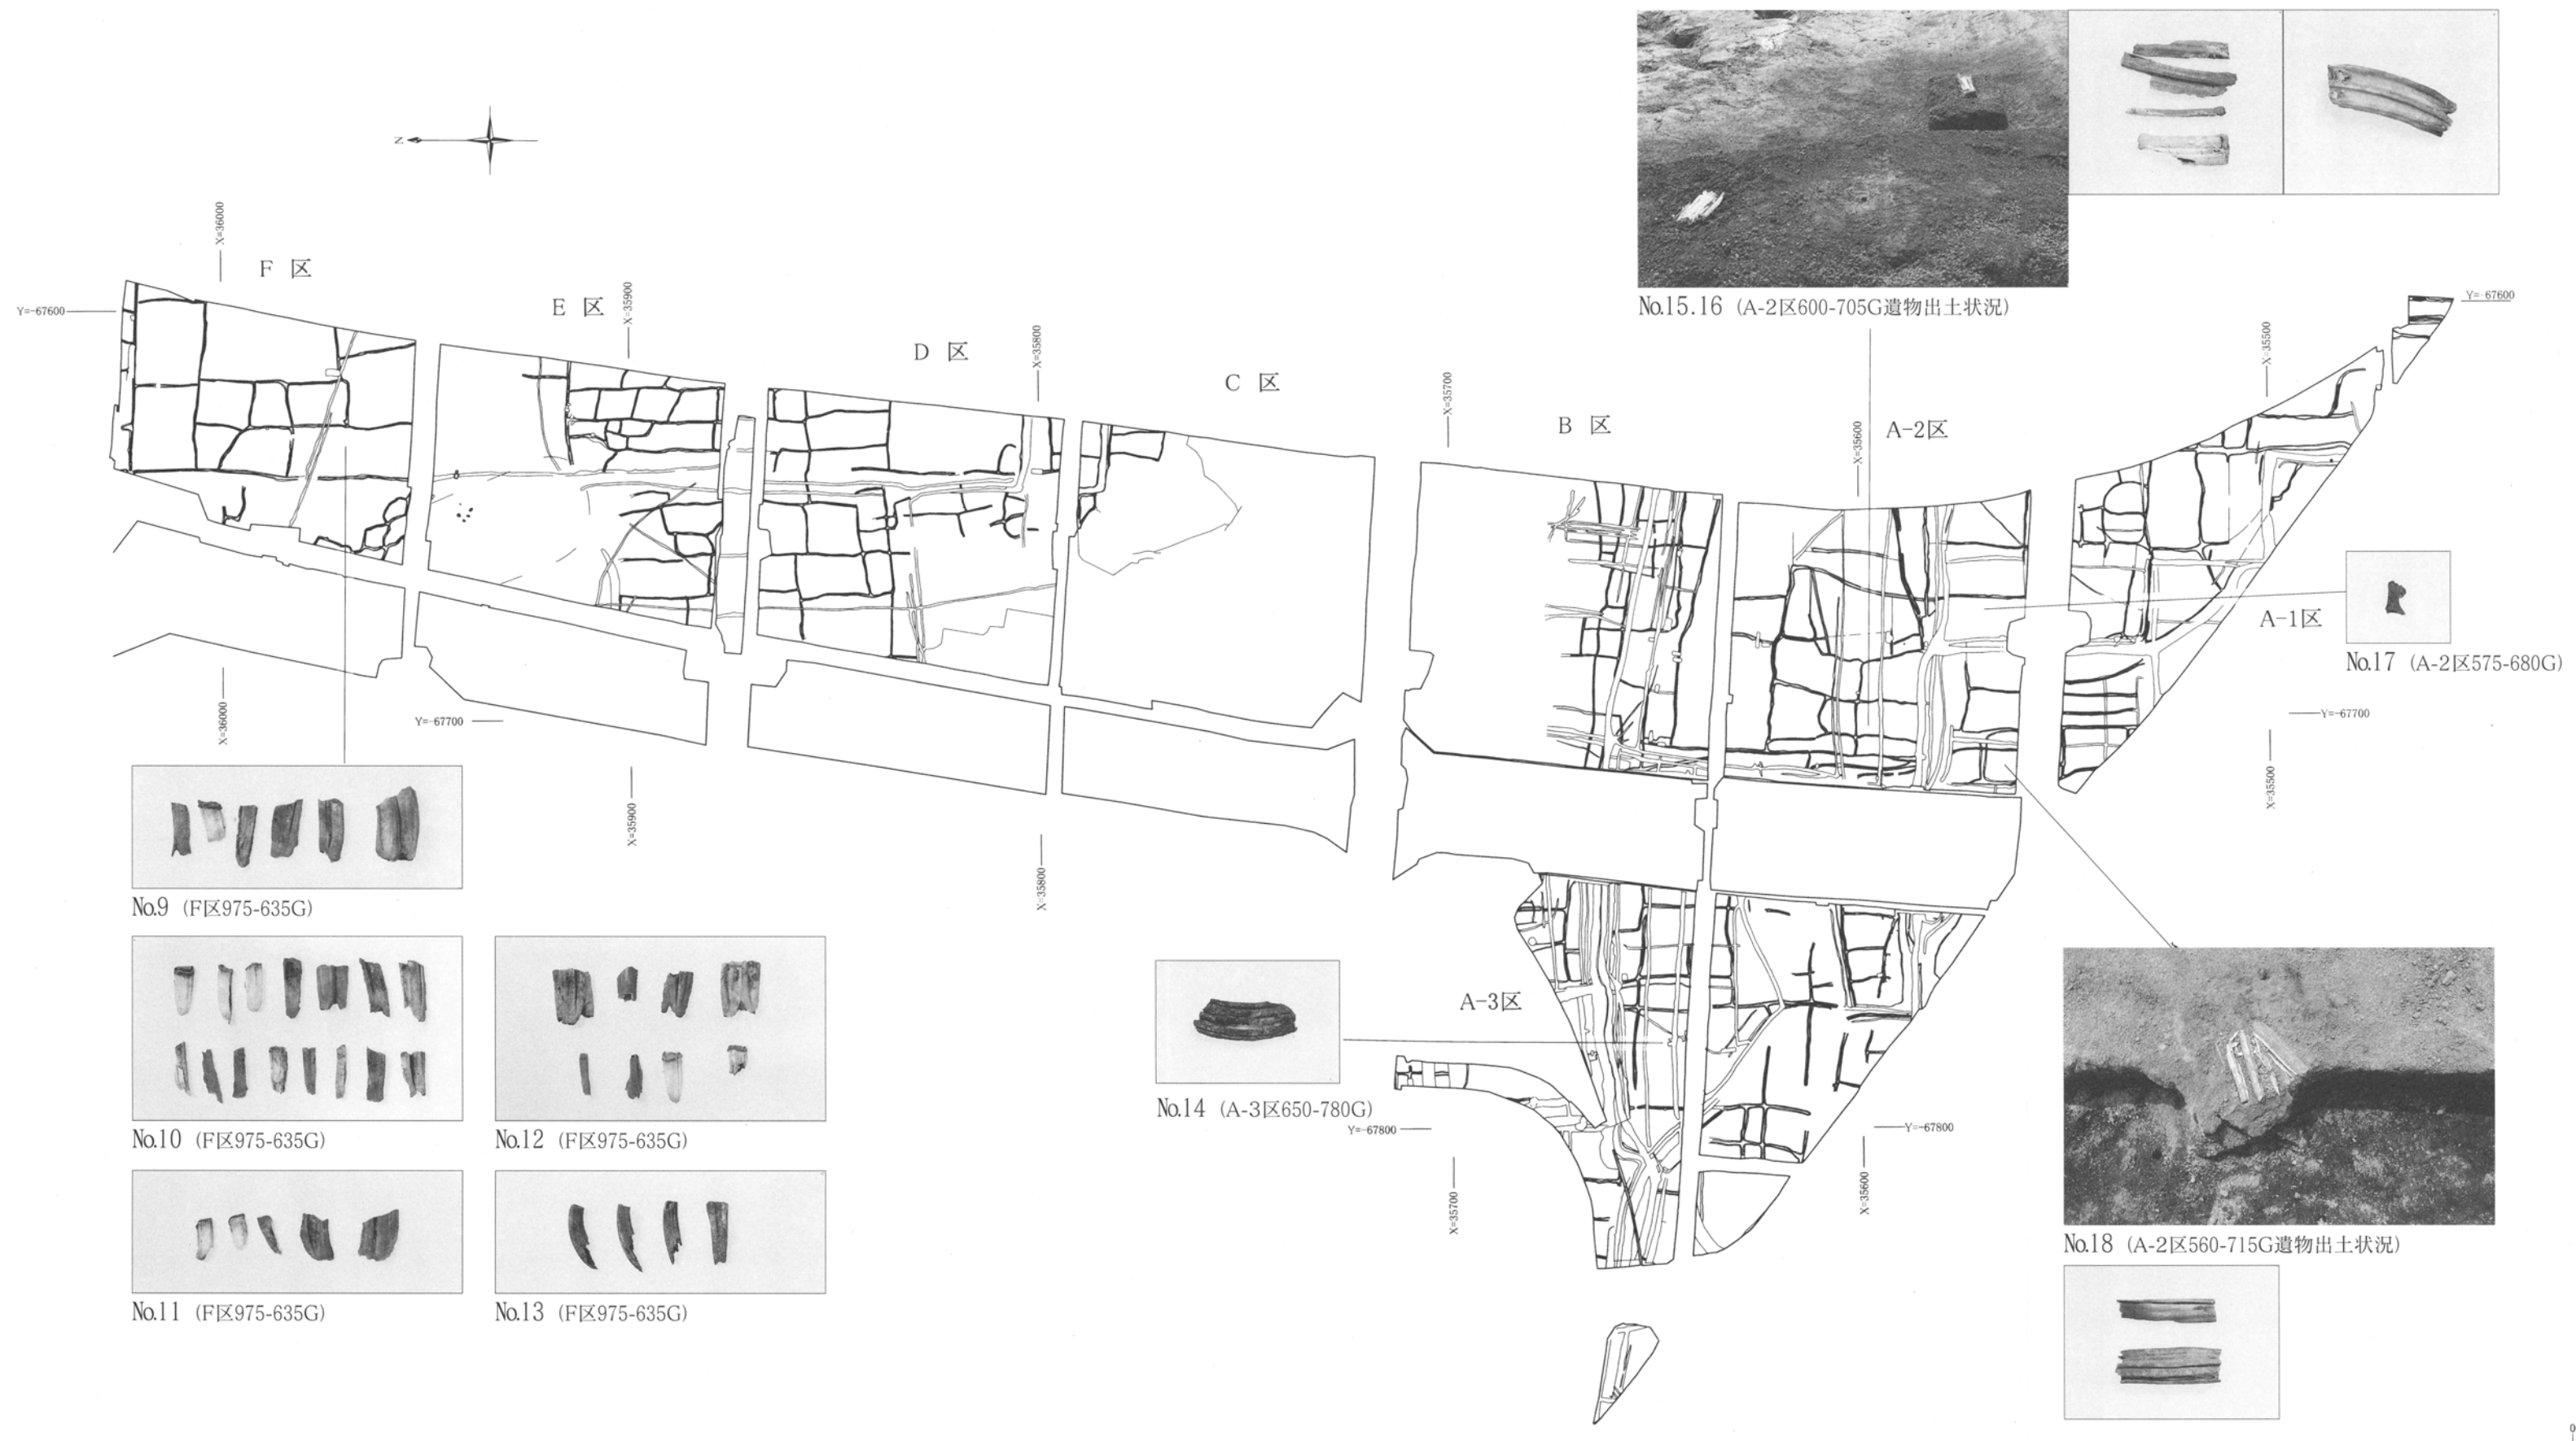 No.15.16 (A-2区600-705G遺物出土状況)
N
X=36000
F 区
Y=-67600
E 区
X=35900
D 区
X=35800
C 区
X=35700
B 区
X=35600
A-2区
X=35500
Y=-67600
A-1区
No.17 (A-2区575-680G)
X=36000
Y=-67700
X=35900
X=35800
Y=-67700
X=35500
No.9 (F区975-635G)
No.10 (F区975-635G)
No.12 (F区975-635G)
No.11 (F区975-635G)
No.13 (F区975-635G)
A-3区
No.14 (A-3区650-780G)
Y=-67800
Y=-67800
X=35700
X=35600
No.18 (A-2区560-715G遺物出土状況)